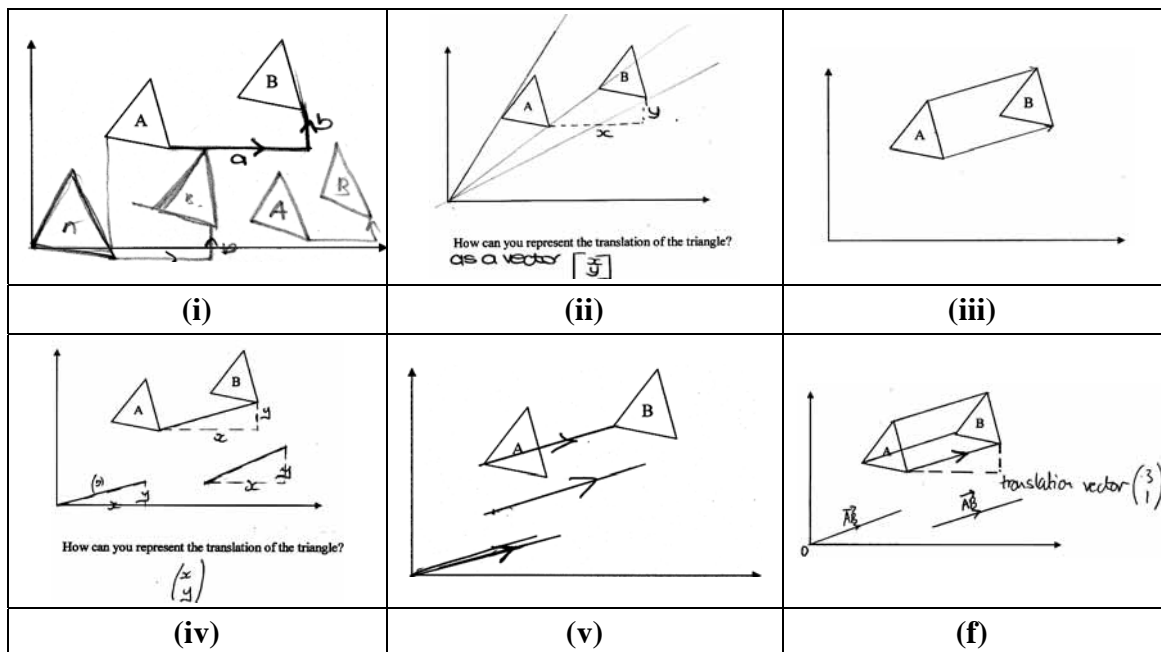 B
A
b
a
B
A
b
(i)
B
A
y
x
How can you represent the translation of the triangle?
as a vector [x
y]
(ii)
B
A
(iii)
B
A
y
x
y
x
y
x
How can you represent the translation of the triangle?
(x
y)
(iv)
B
A
(v)
B
A
translation vector (3
1)
AB
AB
O
(f)